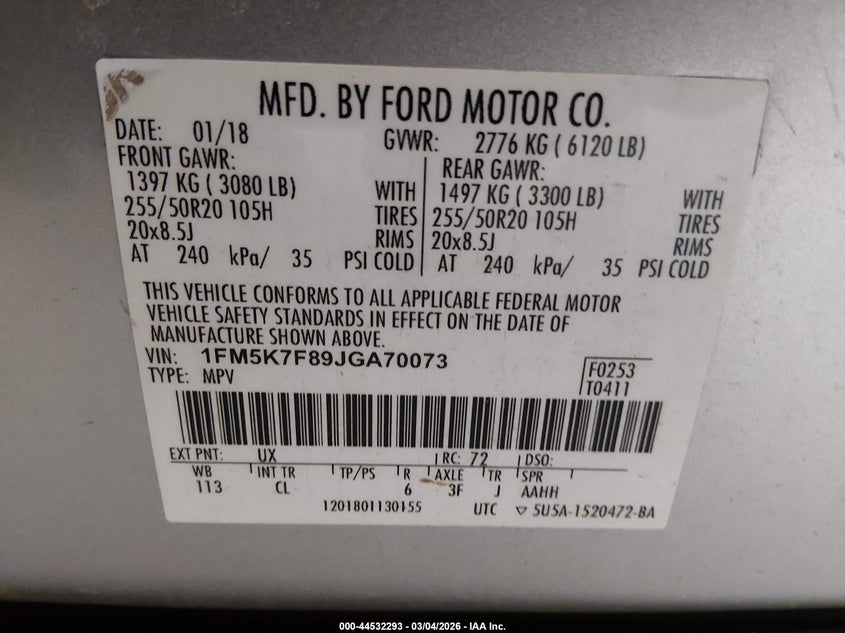 MFD. BY FORD MOTOR CO.
DATE: 01/18 GVWR: 2776 KG ( 6120 LB)
FRONT GAWR: REAR GAWR:
1397 KG ( 3080 LB) WITH 1497 KG ( 3300 LB) WITH
255/50R20 105H TIRES 255/50R20 105H TIRES
20x8.5J RIMS 20x8.5J RIMS
AT 240 kPa/ 35 PSI COLD AT 240 kPa/ 35 PSI COLD
THIS VEHICLE CONFORMS TO ALL APPLICABLE FEDERAL MOTOR
VEHICLE SAFETY STANDARDS IN EFFECT ON THE DATE OF
MANUFACTURE SHOWN ABOVE.
VIN: 1FM5K7F89JGA70073 F0253
TYPE: MPV T0411
EXT PNT: UX RC: 72 DSO:
WB INT TR TP/PS R AXLE TR SPR
113 CL 6 3F J AAHH
1201801130155 UTC ▽ 5U5A-1520472-BA
000-44532293 - 03/04/2026 - IAA Inc.